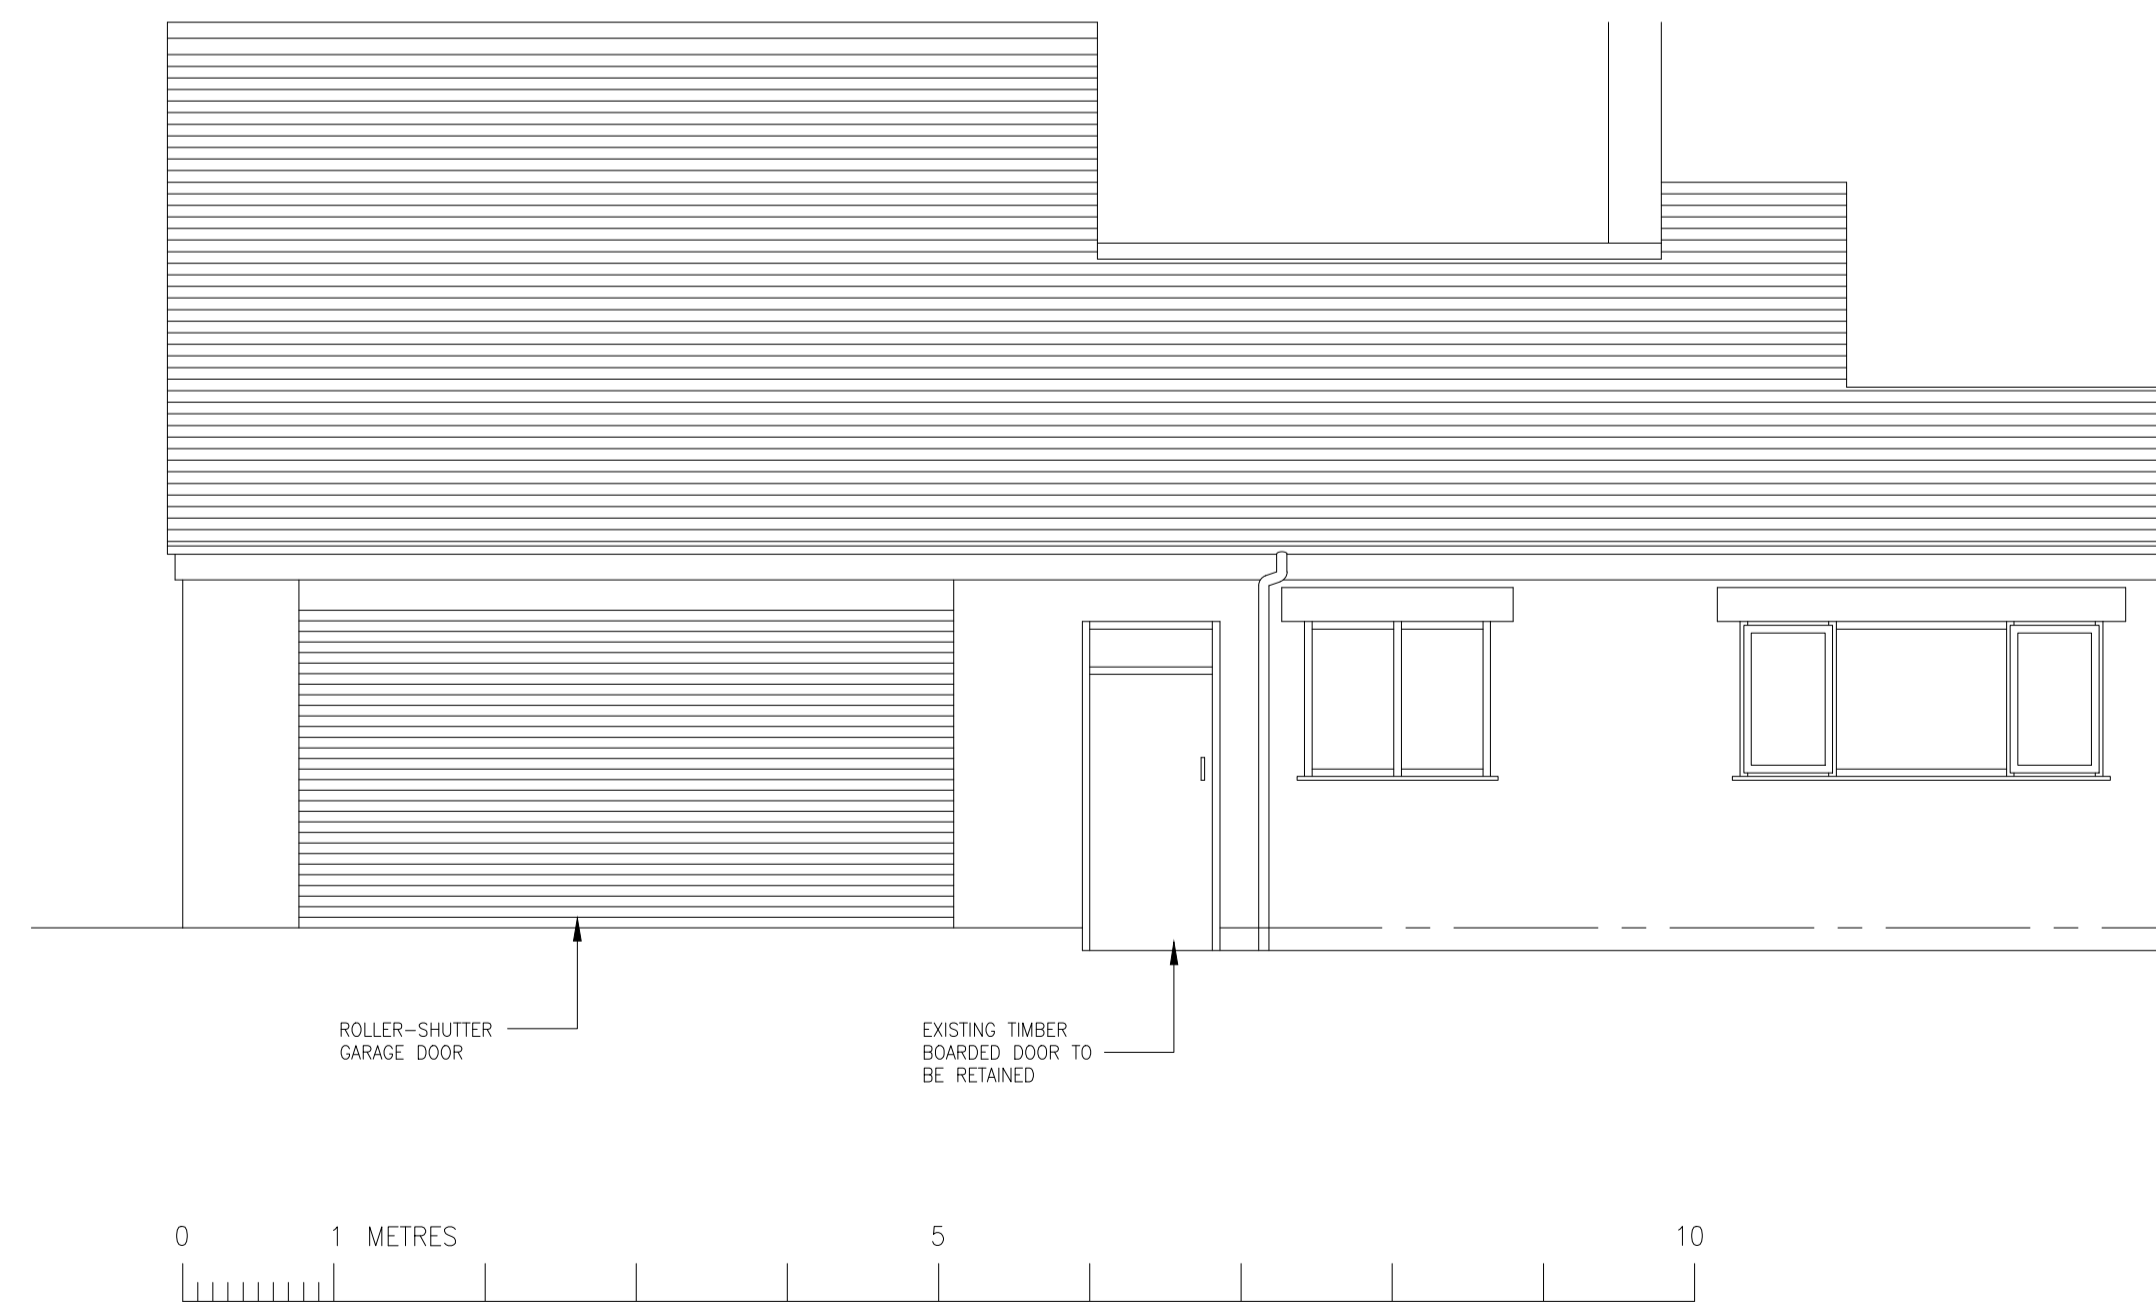 ROLLER-SHUTTER
GARAGE DOOR
EXISTING TIMBER
BOARDED DOOR TO
BE RETAINED
0 1 METRES 5 10